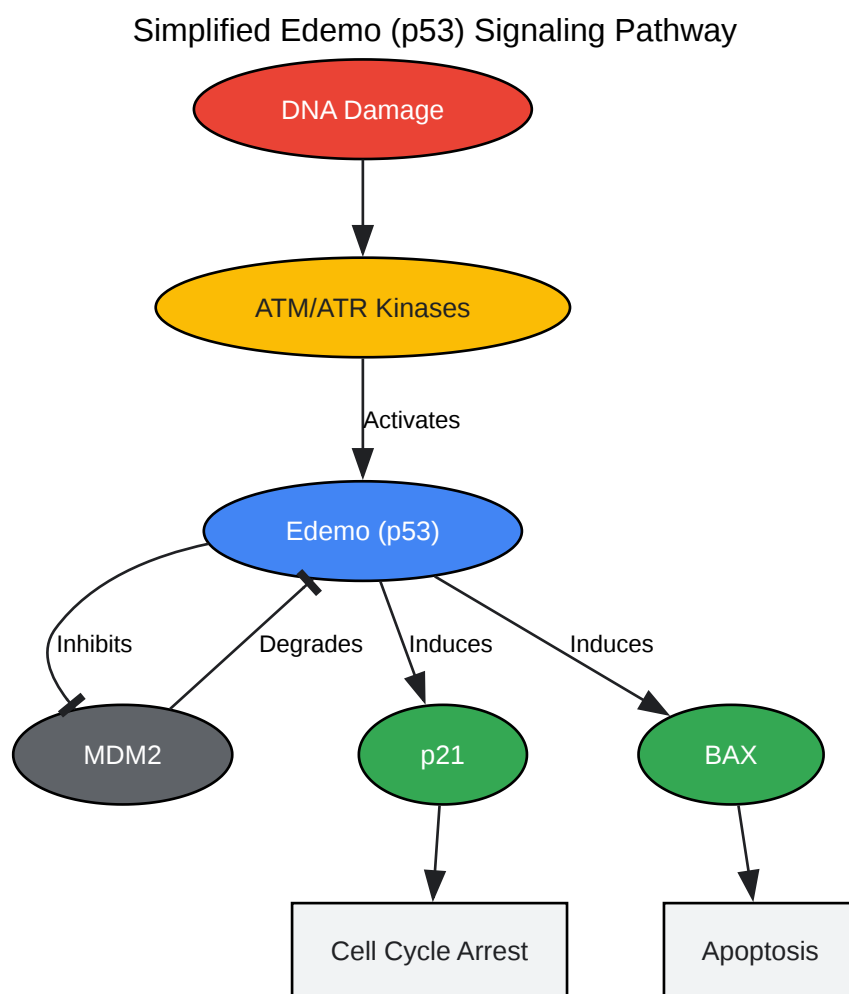 Simplified Edemo (p53) Signaling Pathway
DNA Damage
ATM/ATR Kinases
Activates
Edemo (p53)
Inhibits
Degrades
Induces
Induces
MDM2
p21
BAX
Cell Cycle Arrest
Apoptosis